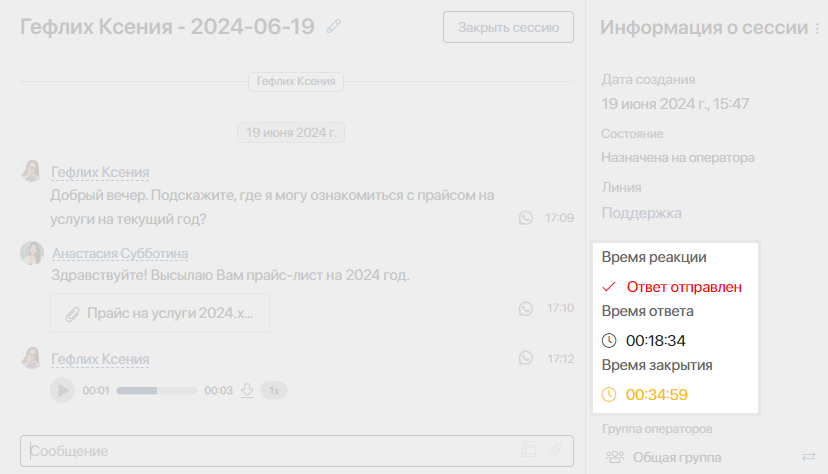 Гефлих Ксения - 2024-06-19
Закрыть сессию
Гефлих Ксения
19 июня 2024 г.
Гефлих Ксения
Добрый вечер. Подскажите, где я могу ознакомиться с прайсом на
услуги на текущий год?
17:09
Анастасия Субботина
Здравствуйте! Высылаю Вам прайс-лист на 2024 год.
Прайс на услуги 2024.x...
17:10
Гефлих Ксения
17:12
00:01
00:03
1x
Сообщение
Информация о сессии
Дата создания
19 июня 2024 г., 15:47
Состояние
Назначена на оператора
Линия
Поддержка
Время реакции
Ответ отправлен
Время ответа
00:18:34
Время закрытия
00:34:59
Группа операторов
Общая группа